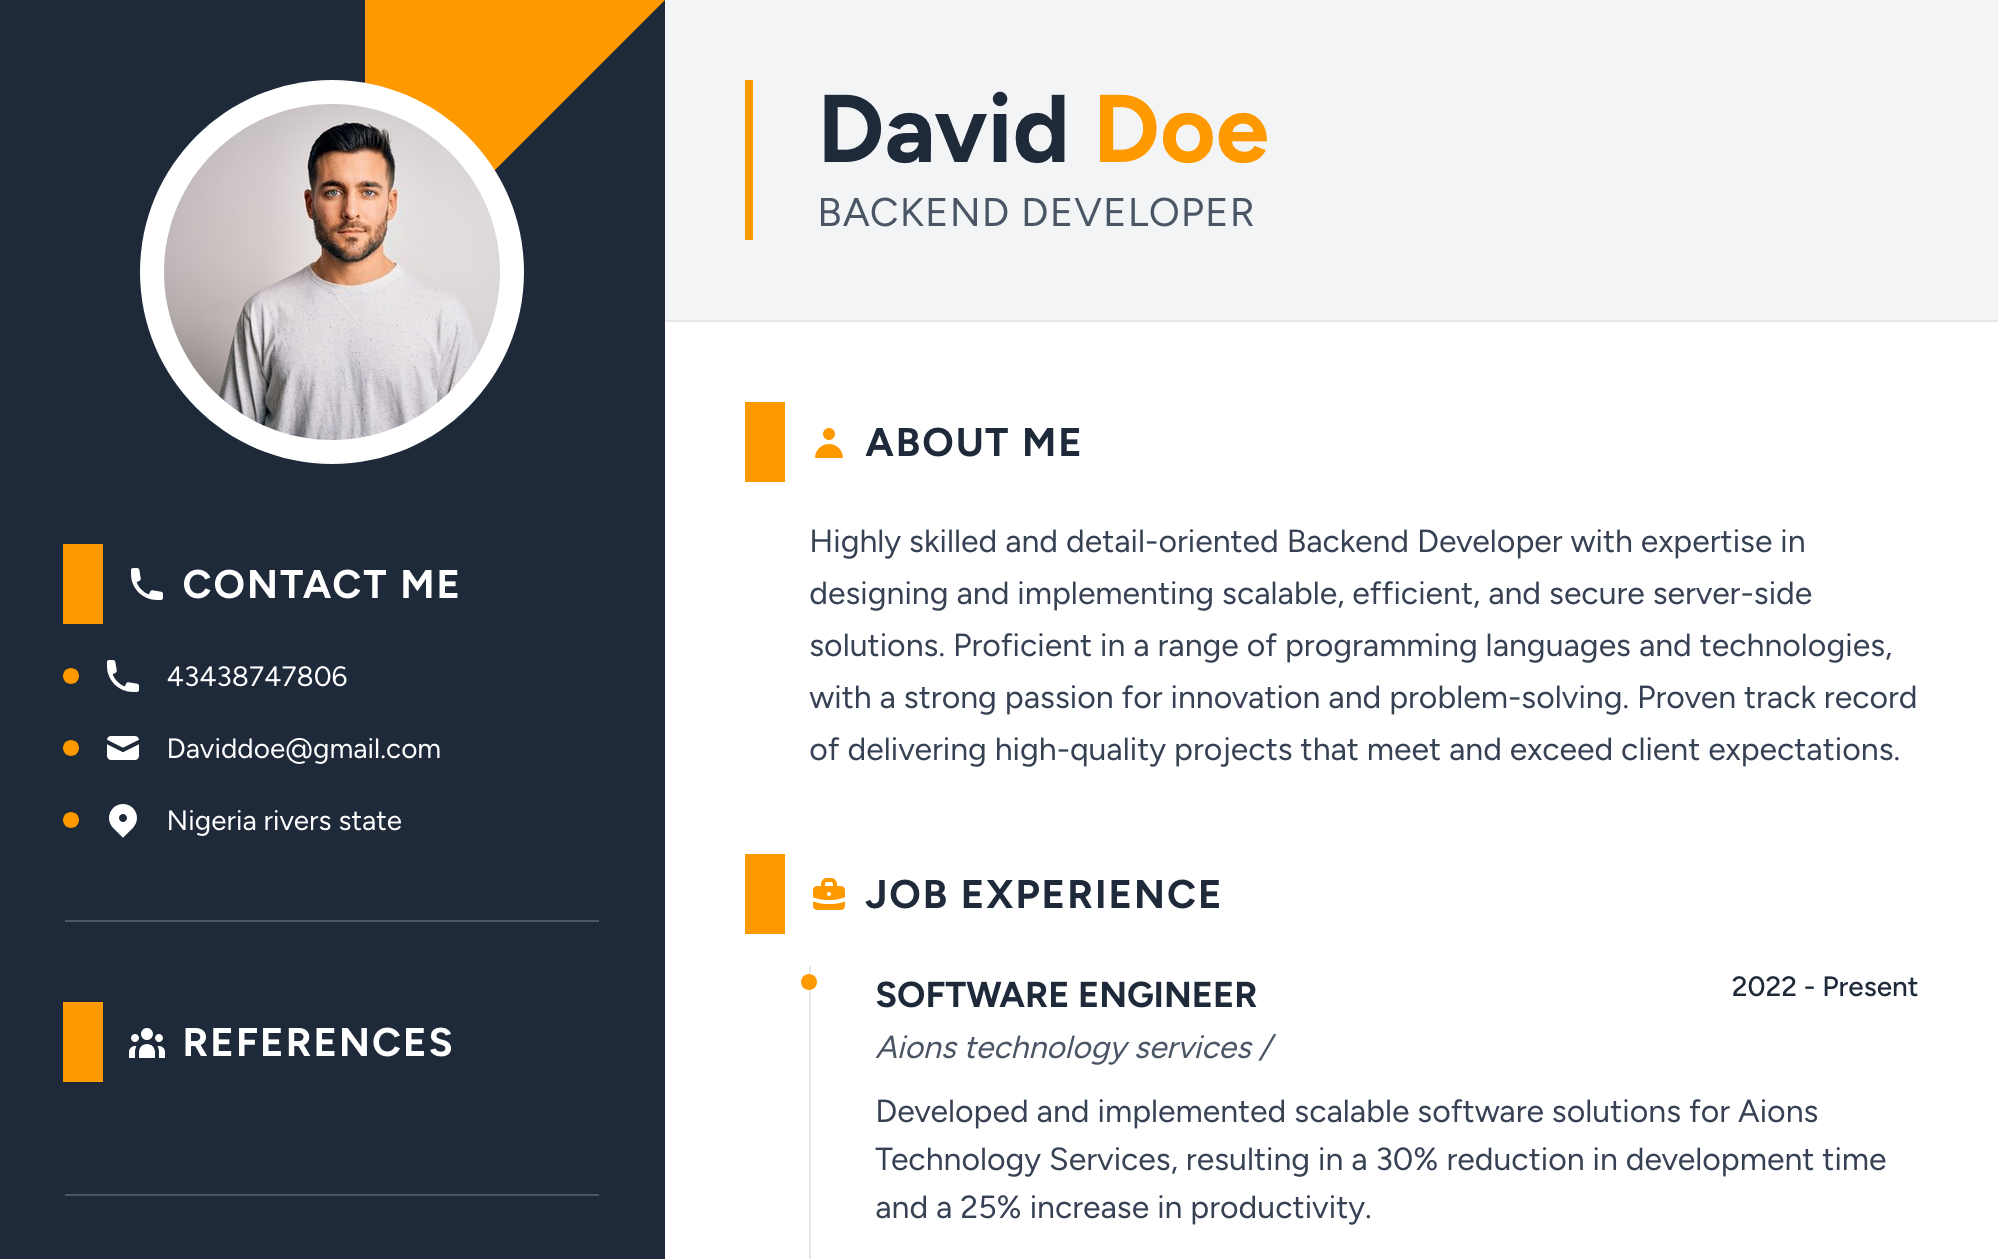 David Doe
BACKEND DEVELOPER
CONTACT ME
43438747806
Daviddoe@gmail.com
Nigeria rivers state
REFERENCES
ABOUT ME
Highly skilled and detail-oriented Backend Developer with expertise in
designing and implementing scalable, efficient, and secure server-side
solutions. Proficient in a range of programming languages and technologies,
with a strong passion for innovation and problem-solving. Proven track record
of delivering high-quality projects that meet and exceed client expectations.
JOB EXPERIENCE
SOFTWARE ENGINEER
2022 - Present
Aions technology services /
Developed and implemented scalable software solutions for Aions
Technology Services, resulting in a 30% reduction in development time
and a 25% increase in productivity.